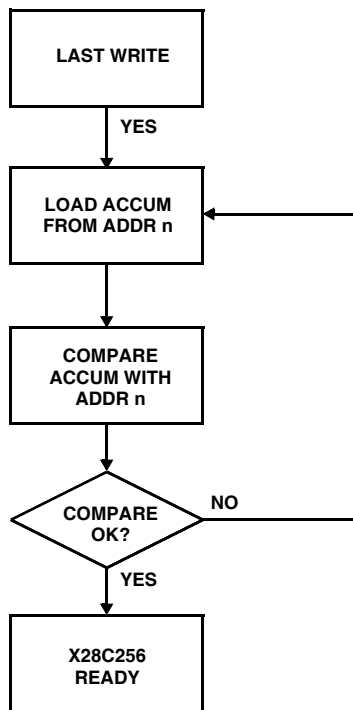 LAST WRITE
YES
LOAD ACCUM
FROM ADDR n
COMPARE
ACCUM WITH
ADDR n
COMPARE
OK?
NO
YES
X28C256
READY